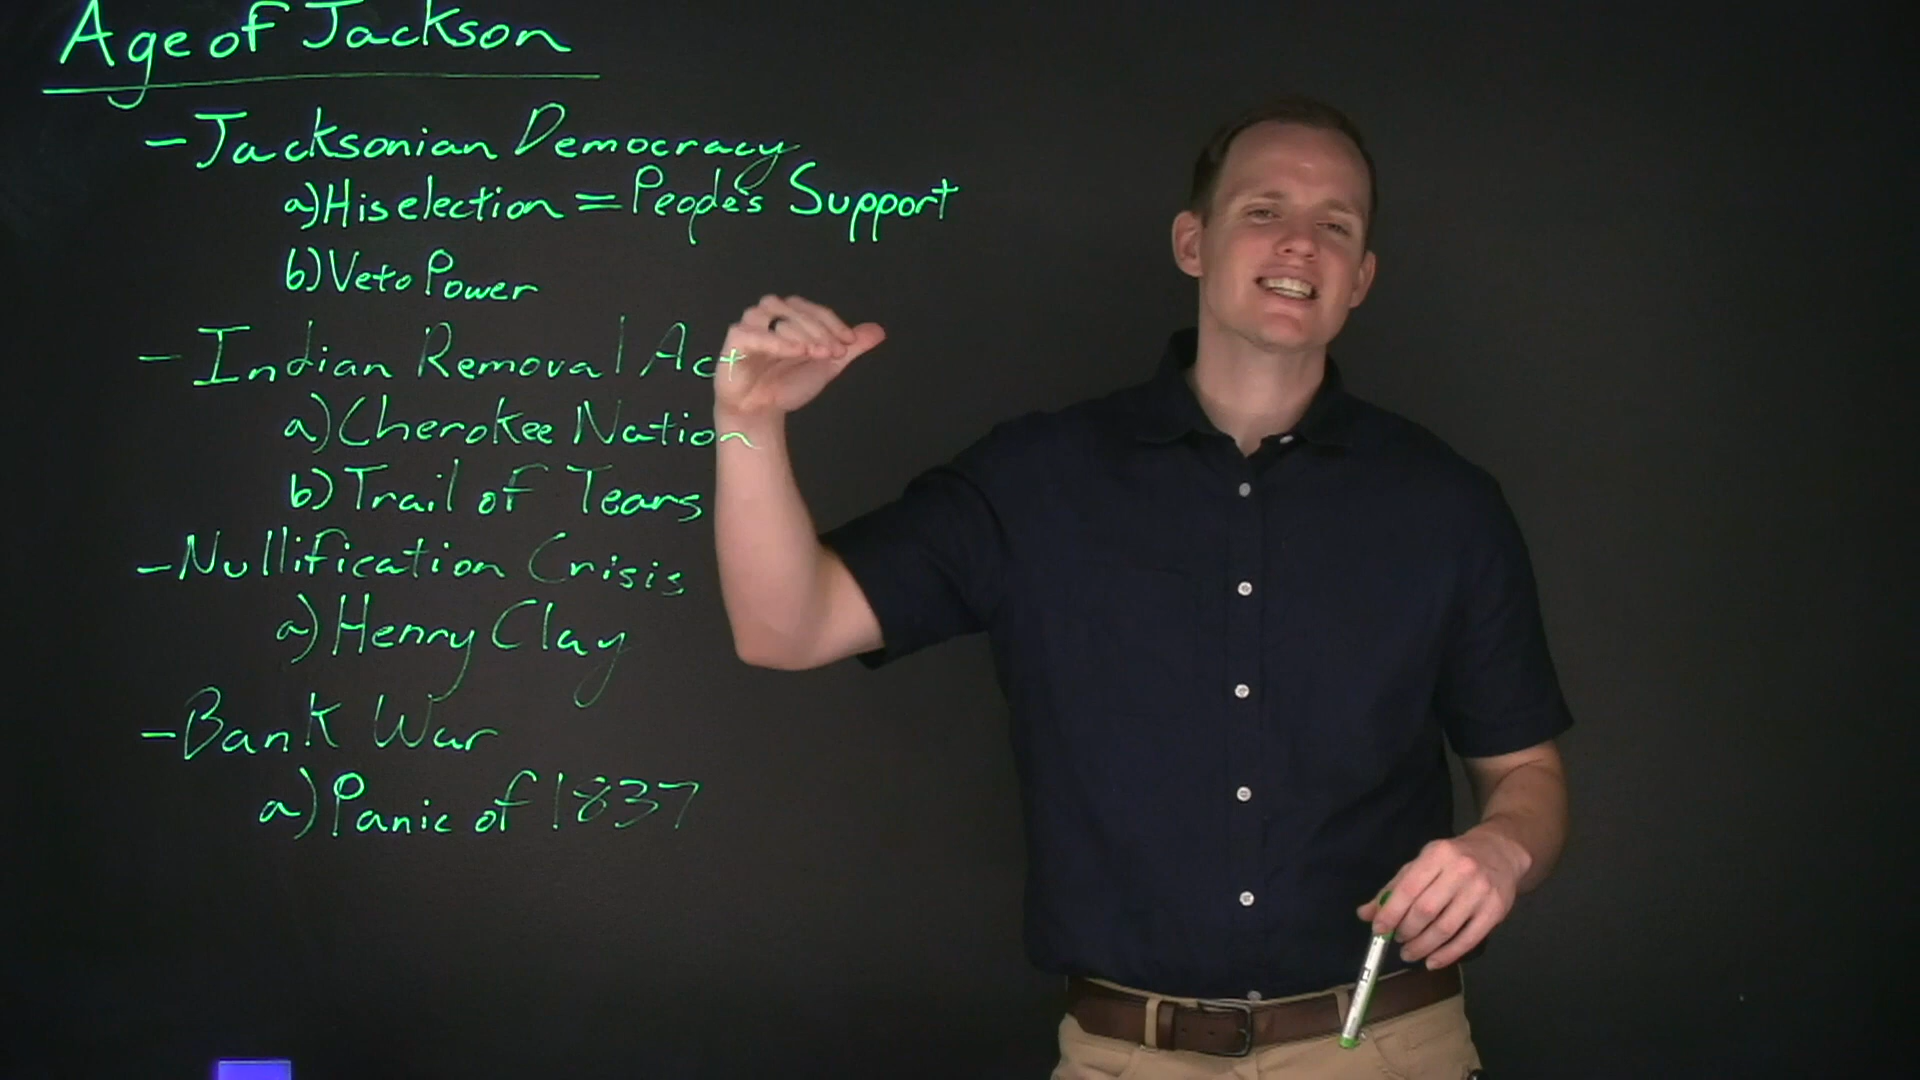 Age of Jackson
- Jacksonian Democracy
a) His election = People's Support
b) Veto Power
- Indian Removal Act
a) Cherokee Nation
b) Trail of Tears
- Nullification Crisis
a) Henry Clay
- Bank War
a) Panic of 1837